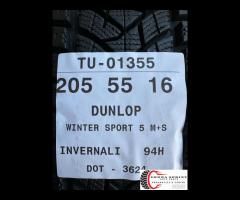 TU-01355
205 55 16
DUNLOP
WINTER SPORT 5 M+S
INVERNALI 94H
DOT - 3624